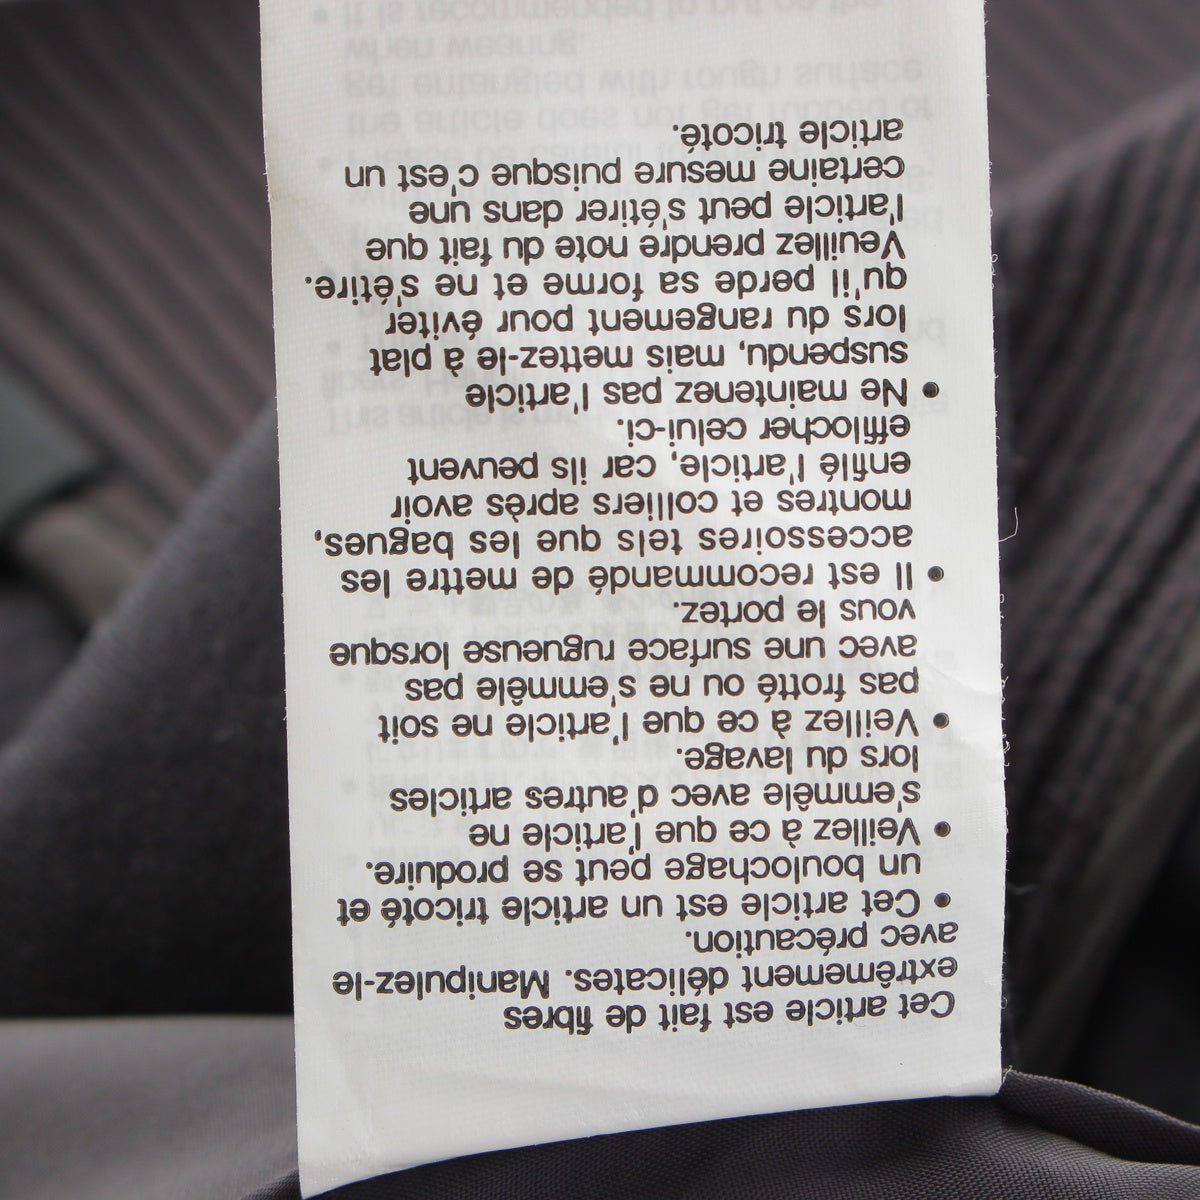 Cet article est fait de fibres
extrêmement délicates. Manipulez-le
avec précaution.
• Cet article est un article tricoté et
un boulochage peut se produire.
• Veillez à ce que l'article ne
s'emmêle avec d'autres articles
lors du lavage.
• Veillez à ce que l'article ne soit
pas frotté ou ne s'emmêle pas
avec une surface rugueuse lorsque
vous le portez.
• Il est recommandé de mettre les
accessoires tels que les bagues,
montres et colliers après avoir
enfilé l'article, car ils peuvent
effilocher celui-ci.
• Ne maintenez pas l'article
suspendu, mais mettez-le à plat
lors du rangement pour éviter
qu'il perde sa forme et ne s'étire.
Veuillez prendre note du fait que
l'article peut s'étirer dans une
certaine mesure puisque c'est un
article tricoté.